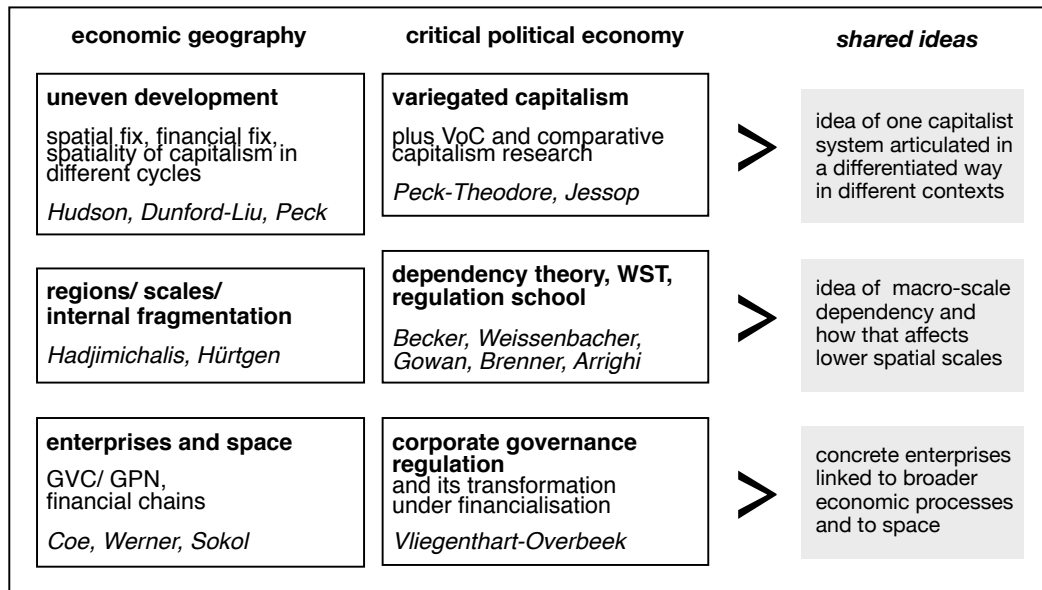 economic geography
critical political economy
shared ideas
uneven development
spatial fix, financial fix,
spatiality of capitalism in
different cycles
Hudson, Dunford-Liu, Peck
variegated capitalism
plus VoC and comparative
capitalism research
Peck-Theodore, Jessop
>
idea of one capitalist
system articulated in
a differentiated way
in different contexts
regions/ scales/
internal fragmentation
Hadjimichalis, Hürtgen
dependency theory, WST,
regulation school
Becker, Weissenbacher,
Gowan, Brenner, Arrighi
>
idea of macro-scale
dependency and
how that affects
lower spatial scales
enterprises and space
GVC/ GPN,
financial chains
Coe, Werner, Sokol
corporate governance
regulation
and its transformation
under financialisation
Vliegenthart-Overbeek
>
concrete enterprises
linked to broader
economic processes
and to space